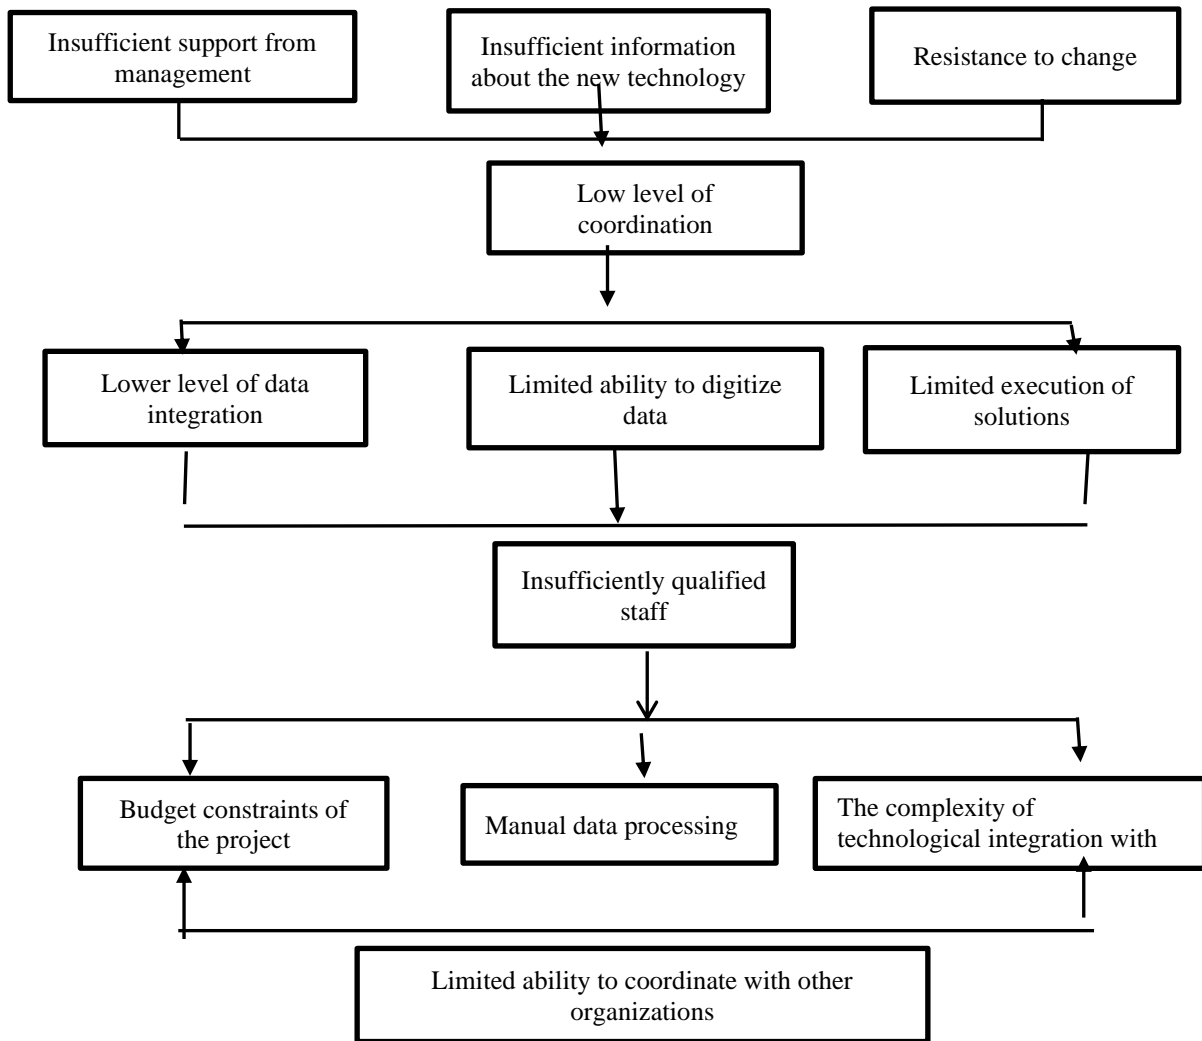 Insufficient support from
management
Insufficient information
about the new technology
Resistance to change
Low level of
coordination
Lower level of data
integration
Limited ability to digitize
data
Limited execution of
solutions
Insufficiently qualified
staff
Budget constraints of
the project
Manual data processing
The complexity of
technological integration with
Limited ability to coordinate with other
organizations